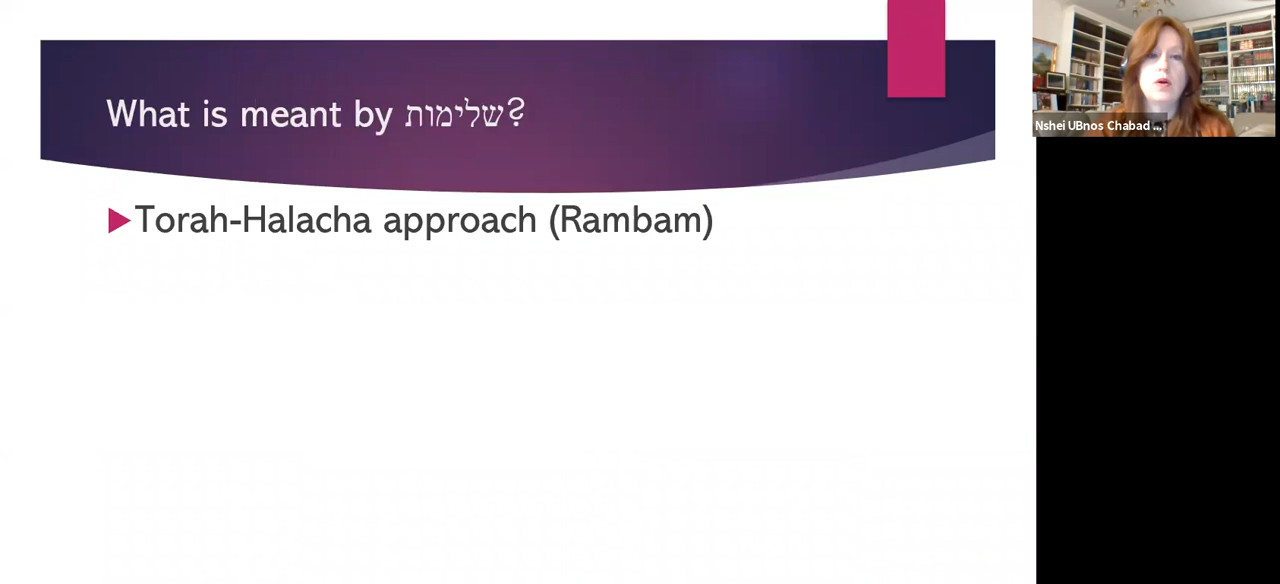 What is meant by שלימות?
Torah-Halacha approach (Rambam)
Nshei UBnos Chabad ...